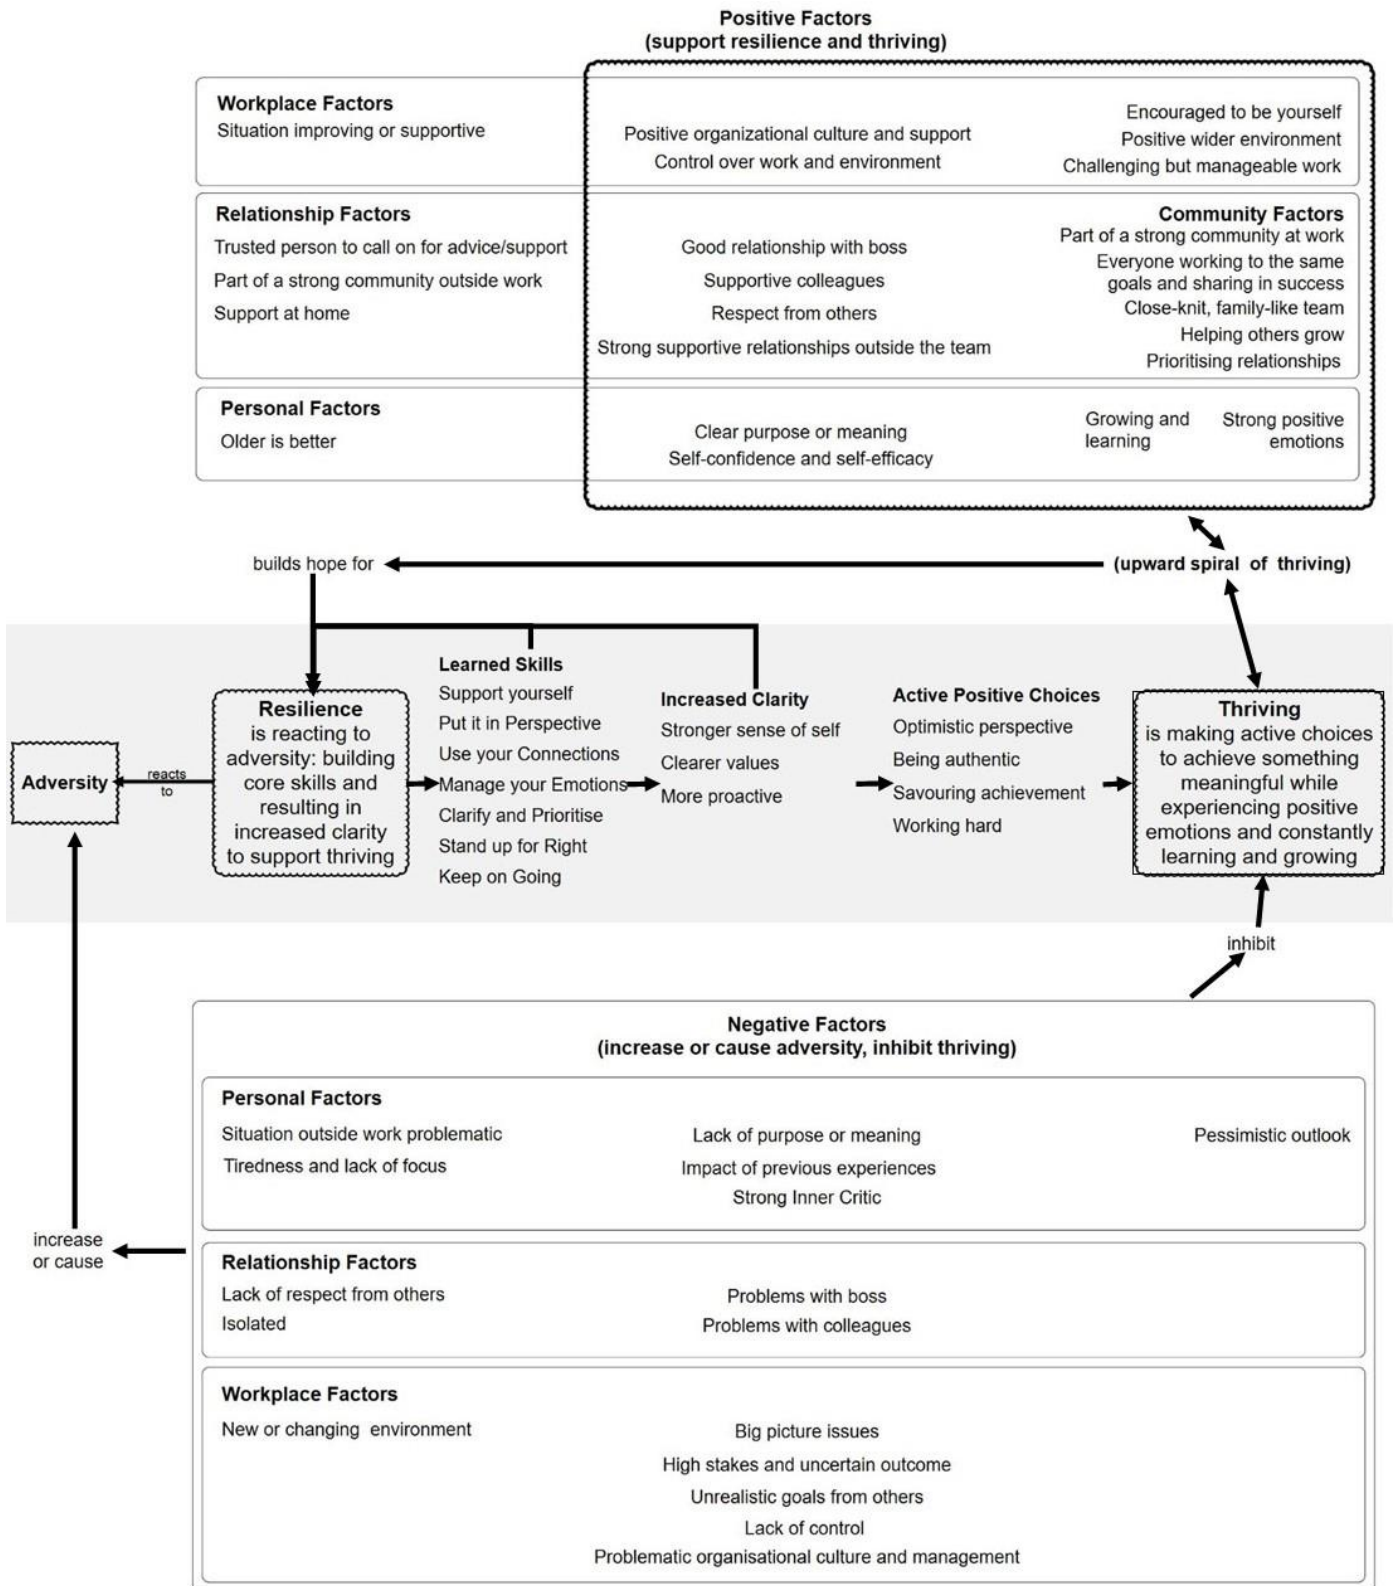 Positive Factors
(support resilience and thriving)
Workplace Factors
Situation improving or supportive
Positive organizational culture and support
Control over work and environment
Encouraged to be yourself
Positive wider environment
Challenging but manageable work
Relationship Factors
Trusted person to call on for advice/support
Part of a strong community outside work
Support at home
Good relationship with boss
Supportive colleagues
Respect from others
Strong supportive relationships outside the team
Community Factors
Part of a strong community at work
Everyone working to the same
goals and sharing in success
Close-knit, family-like team
Helping others grow
Prioritising relationships
Personal Factors
Older is better
Clear purpose or meaning
Self-confidence and self-efficacy
Growing and
learning
Strong positive
emotions
builds hope for
(upward spiral of thriving)
Adversity
reacts
to
Resilience
is reacting to
adversity: building
core skills and
resulting in
increased clarity
to support thriving
Learned Skills
Support yourself
Put it in Perspective
Use your Connections
Manage your Emotions
Clarify and Prioritise
Stand up for Right
Keep on Going
Increased Clarity
Stronger sense of self
Clearer values
More proactive
Active Positive Choices
Optimistic perspective
Being authentic
Savouring achievement
Working hard
Thriving
is making active choices
to achieve something
meaningful while
experiencing positive
emotions and constantly
learning and growing
inhibit
Negative Factors
(increase or cause adversity, inhibit thriving)
Personal Factors
Situation outside work problematic
Tiredness and lack of focus
Lack of purpose or meaning
Impact of previous experiences
Strong Inner Critic
Pessimistic outlook
increase
or cause
Relationship Factors
Lack of respect from others
Isolated
Problems with boss
Problems with colleagues
Workplace Factors
New or changing environment
Big picture issues
High stakes and uncertain outcome
Unrealistic goals from others
Lack of control
Problematic organisational culture and management